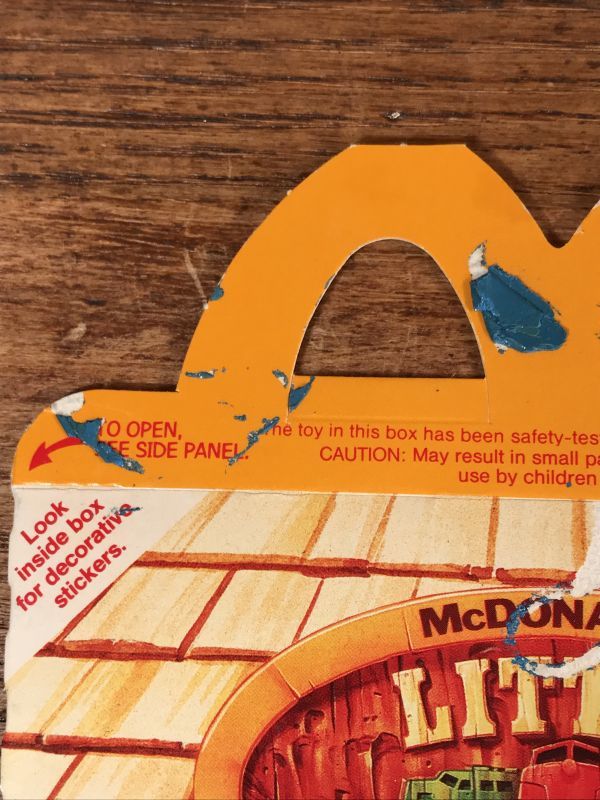 TO OPEN,
SEE SIDE PANEL.
The toy in this box has been safety-test
CAUTION: May result in small pa
use by children
Look
inside box
for decorative
stickers.
McDONA
LITT